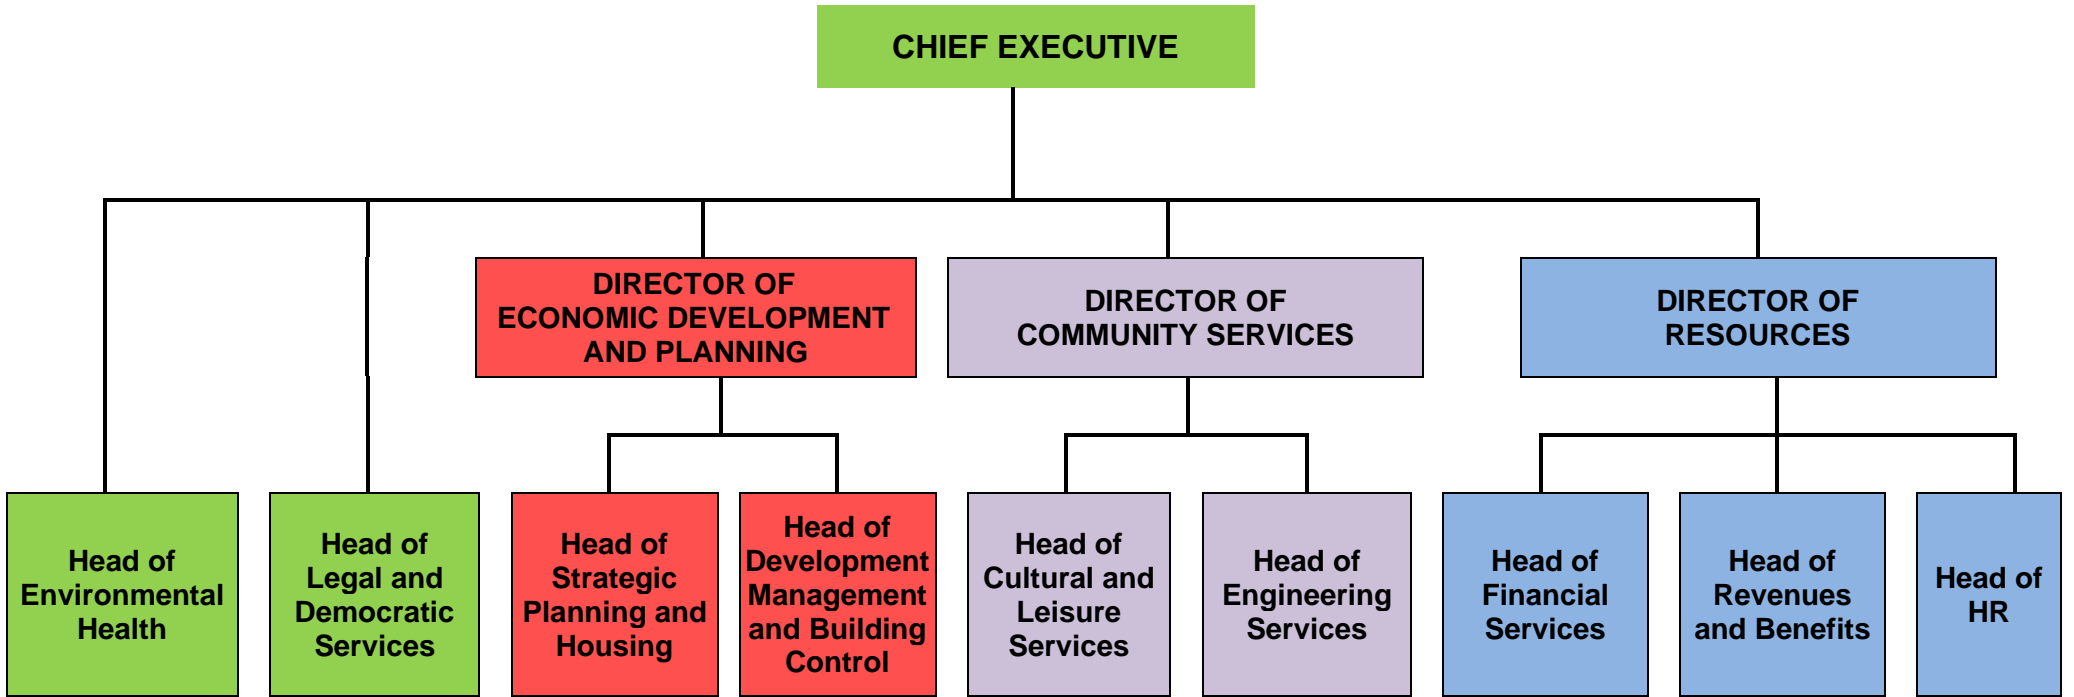 CHIEF EXECUTIVE
DIRECTOR OF
ECONOMIC DEVELOPMENT
AND PLANNING
DIRECTOR OF
COMMUNITY SERVICES
DIRECTOR OF
RESOURCES
Head of
Environmental
Health
Head of
Legal and
Democratic
Services
Head of
Strategic
Planning and
Housing
Head of
Development
Management
and Building
Control
Head of
Cultural and
Leisure
Services
Head of
Engineering
Services
Head of
Financial
Services
Head of
Revenues
and Benefits
Head of
HR